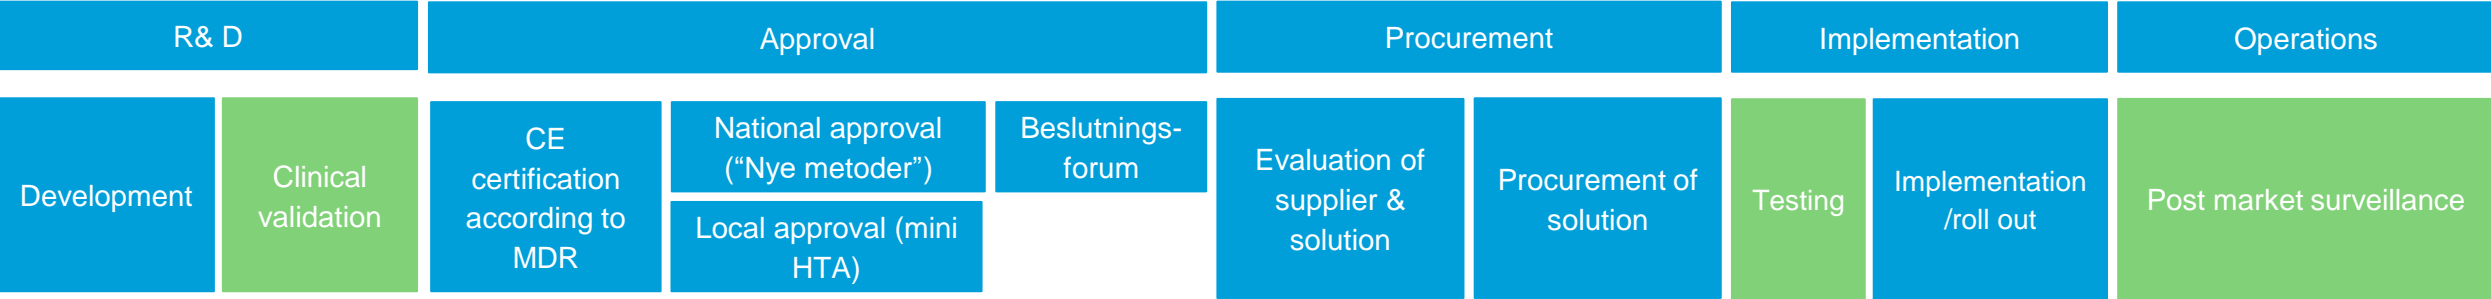 R& D
Approval
Procurement
Implementation
Operations
Development
Clinical
validation
CE
certification
according to
MDR
National approval
(“Nye metoder”)
Local approval (mini
HTA)
Beslutnings-
forum
Evaluation of
supplier &
solution
Procurement of
solution
Testing
Implementation
/roll out
Post market surveillance